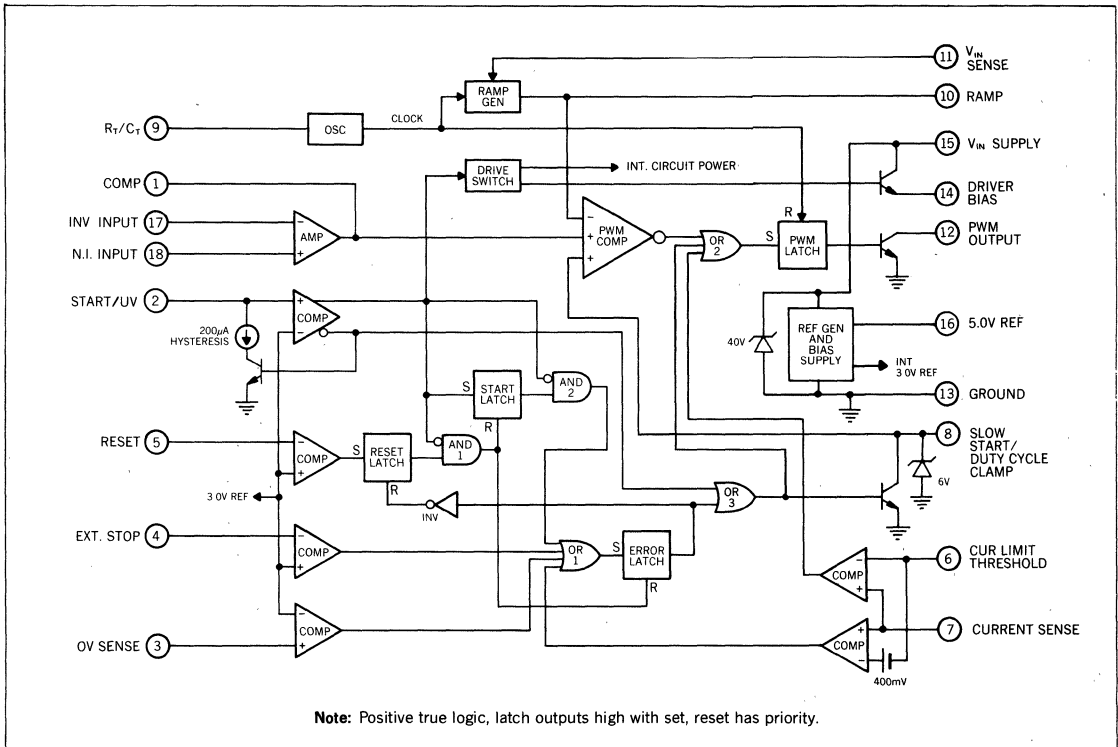 11 V_IN SENSE
RAMP GEN
10 RAMP
R_T/C_T 9
OSC
CLOCK
15 V_IN SUPPLY
COMP 1
DRIVE SWITCH
INT. CIRCUIT POWER
14 DRIVER BIAS
INV INPUT 17
N.I. INPUT 18
- AMP +
- PWM COMP + +
OR 2
R
S PWM LATCH
12 PWM OUTPUT
START/UV 2
+ COMP -
200μA HYSTERESIS
40V
REF GEN AND BIAS SUPPLY
16 5.0V REF
INT 3.0V REF
13 GROUND
S START LATCH R
AND 2
RESET 5
- COMP +
S RESET LATCH R
AND 1
8 SLOW START/ DUTY CYCLE CLAMP
6V
3 0V REF
INV
OR 3
EXT. STOP 4
- COMP +
OR 1
S ERROR LATCH R
- COMP +
6 CUR LIMIT THRESHOLD
OV SENSE 3
- COMP +
+ COMP -
7 CURRENT SENSE
400mV
Note: Positive true logic, latch outputs high with set, reset has priority.